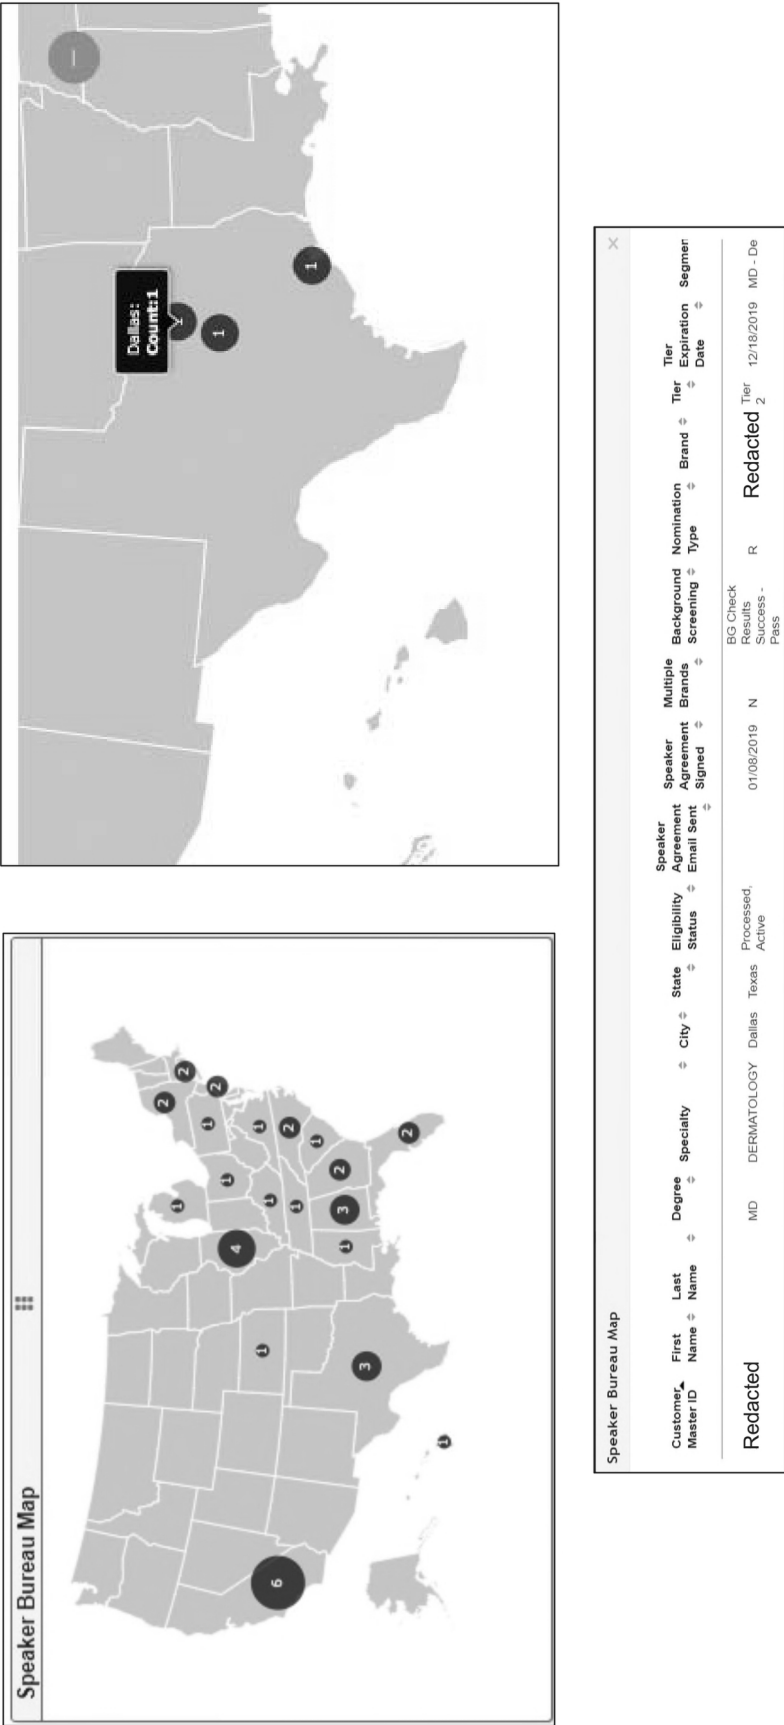 Speaker Bureau Map
2
2
2
1
1
1
1
2
1
1
1
4
2
2
3
1
1
3
1
6
Dallas:
Count:1
1
1
Speaker Bureau Map
×
Customer Master ID
First Name
Last Name
Degree
Specialty
City
State
Eligibility Status
Speaker Agreement Email Sent
Speaker Agreement Signed
Multiple Brands
Background Screening
Nomination Type
Brand
Tier
Tier Expiration Date
Segmen
Redacted
MD
DERMATOLOGY
Dallas
Texas
Processed, Active
01/08/2019
N
BG Check Results Success - Pass
R
Redacted
Tier 2
12/18/2019
MD - De